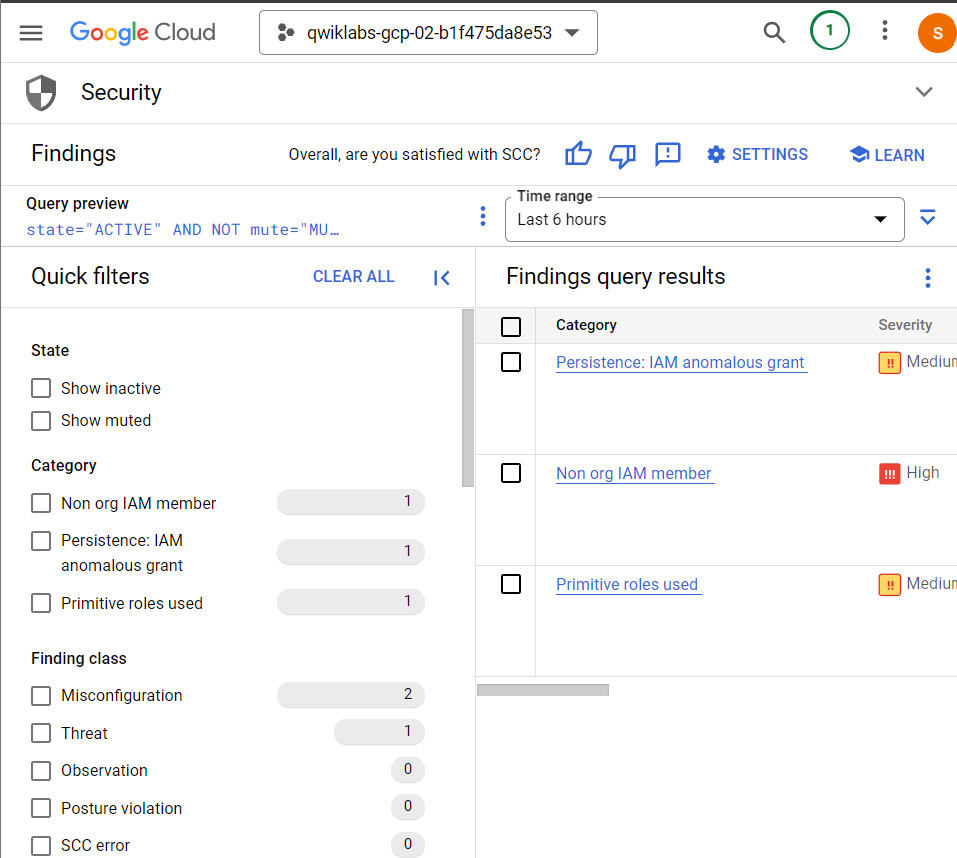 Google Cloud
qwiklabs-gcp-02-b1f475da8e53
1
S
Security
Findings
Overall, are you satisfied with SCC?
SETTINGS
LEARN
Query preview
state="ACTIVE" AND NOT mute="MU…
Time range
Last 6 hours
Quick filters
CLEAR ALL
State
Show inactive
Show muted
Category
Non org IAM member 1
Persistence: IAM
anomalous grant 1
Primitive roles used 1
Finding class
Misconfiguration 2
Threat 1
Observation 0
Posture violation 0
SCC error 0
Findings query results
Category Severity
Persistence: IAM anomalous grant !! Medium
Non org IAM member !!! High
Primitive roles used !! Medium